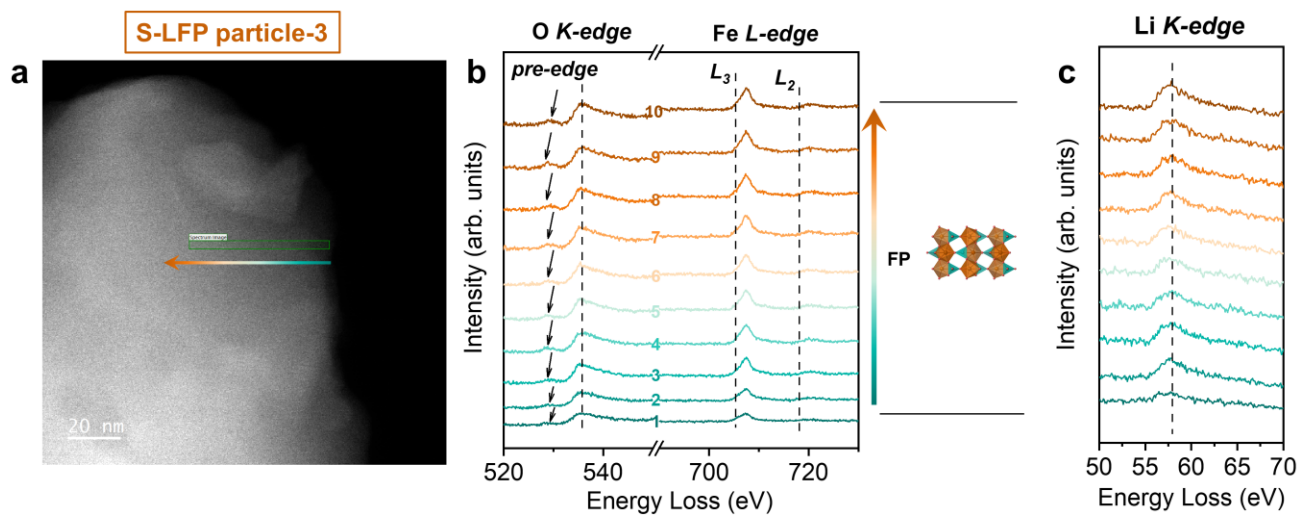 S-LFP particle-3
a
Spectrum Image
20 nm
b
O K-edge
Fe L-edge
pre-edge
L3
L2
10
9
8
7
6
5
4
3
2
1
Intensity (arb. units)
520
540
700
720
Energy Loss (eV)
FP
c
Li K-edge
Intensity (arb. units)
50
55
60
65
70
Energy Loss (eV)